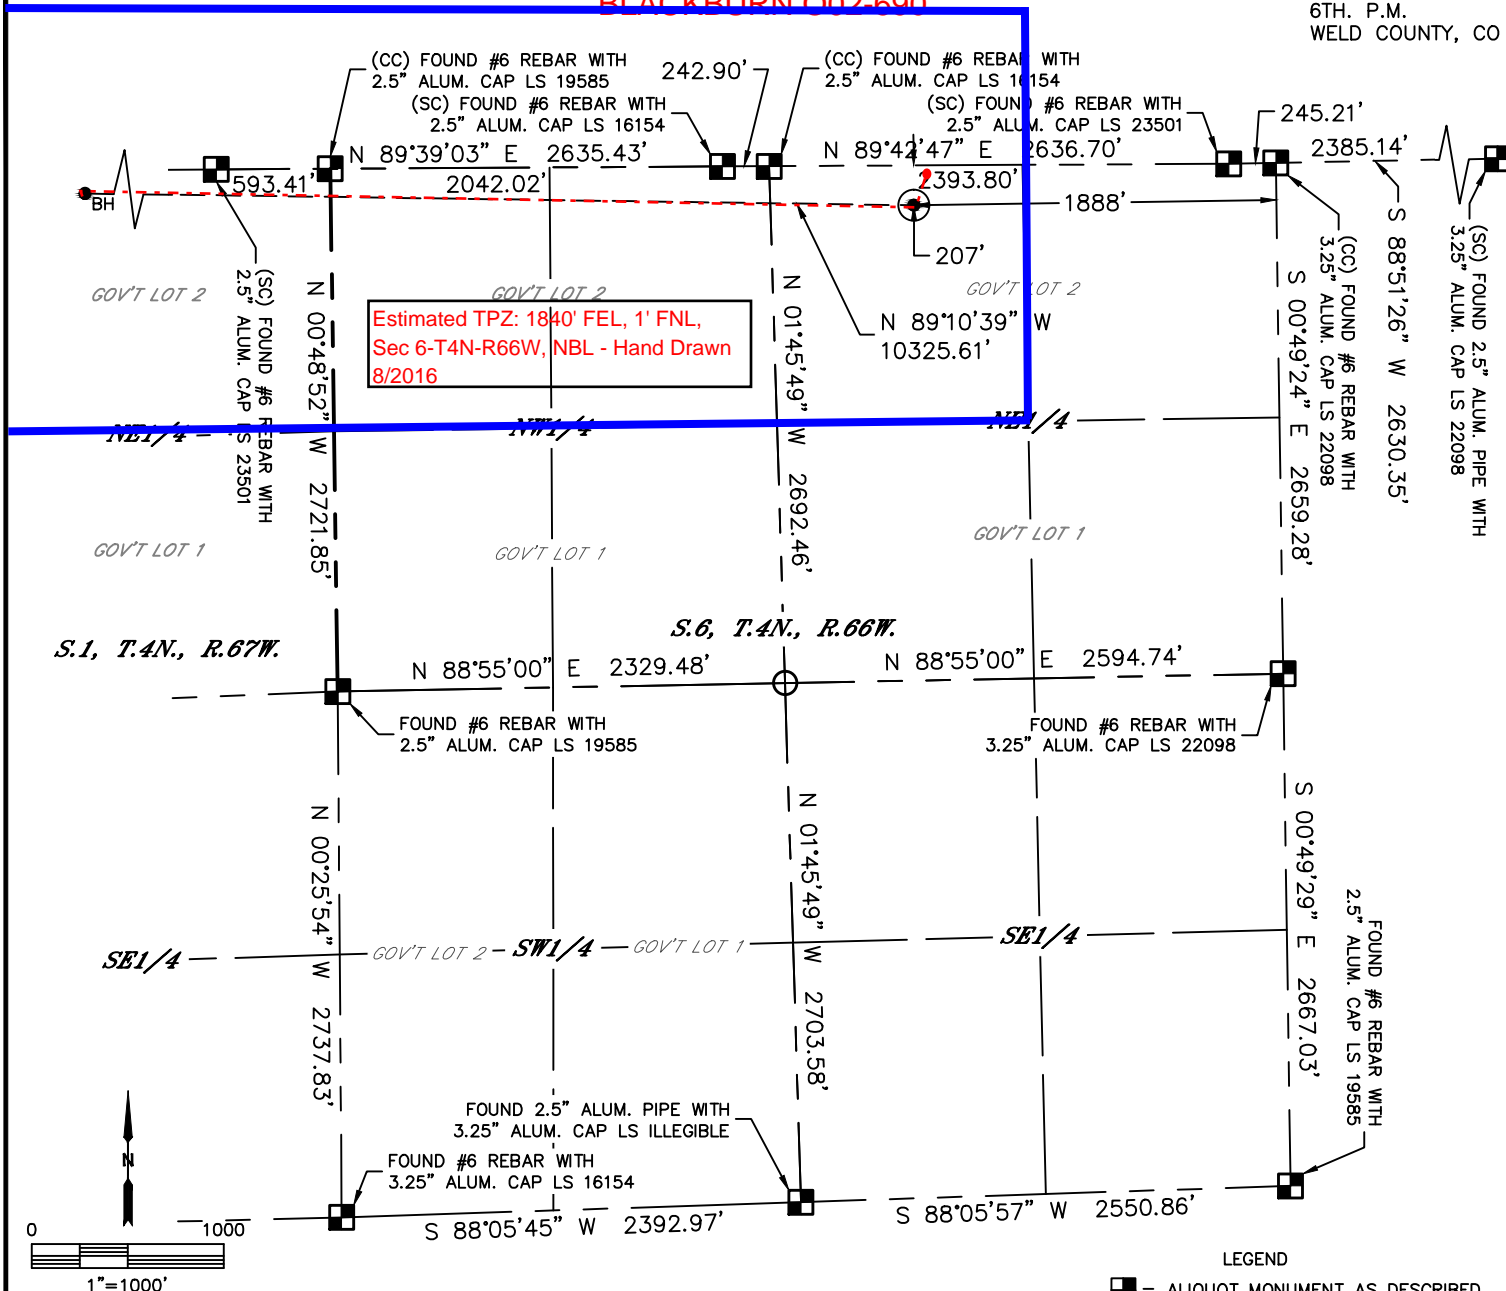 BLACKBURN O02-690
6TH. P.M.
WELD COUNTY, CO
(CC) FOUND #6 REBAR WITH
2.5" ALUM. CAP LS 19585
242.90'
(CC) FOUND #6 REBAR WITH
2.5" ALUM. CAP LS 16154
(SC) FOUND #6 REBAR WITH
2.5" ALUM. CAP LS 16154
(SC) FOUND #6 REBAR WITH
2.5" ALUM. CAP LS 23501
245.21'
2385.14'
N 89°39'03" E 2635.43'
N 89°42'47" E 2636.70'
593.41'
2042.02'
2393.80'
BH
1888'
207'
GOV'T LOT 2
GOV'T LOT 2
GOV'T LOT 2
N 89°10'39" W
10325.61'
Estimated TPZ: 1840' FEL, 1' FNL,
Sec 6-T4N-R66W, NBL - Hand Drawn
8/2016
(SC) FOUND #6 REBAR WITH
2.5" ALUM. CAP LS 23501
N 00°48'52" W 2721.85'
N 01°45'49" W 2692.46'
S 00°49'24" E 2659.28'
(CC) FOUND #6 REBAR WITH
3.25" ALUM. CAP LS 22098
S 88°51'26" W 2630.35'
(SC) FOUND 2.5" ALUM. PIPE WITH
3.25" ALUM. CAP LS 22098
NE1/4
NW1/4
NE1/4
GOV'T LOT 1
GOV'T LOT 1
GOV'T LOT 1
S.1, T.4N., R.67W.
S.6, T.4N., R.66W.
N 88°55'00" E 2329.48'
N 88°55'00" E 2594.74'
FOUND #6 REBAR WITH
2.5" ALUM. CAP LS 19585
FOUND #6 REBAR WITH
3.25" ALUM. CAP LS 22098
N 00°25'54" W 2737.83'
N 01°45'49" W 2703.58'
S 00°49'29" E 2667.03'
FOUND #6 REBAR WITH
2.5" ALUM. CAP LS 19585
SE1/4
GOV'T LOT 2
SW1/4
GOV'T LOT 1
SE1/4
FOUND 2.5" ALUM. PIPE WITH
3.25" ALUM. CAP LS ILLEGIBLE
FOUND #6 REBAR WITH
3.25" ALUM. CAP LS 16154
S 88°05'45" W 2392.97'
S 88°05'57" W 2550.86'
N
0 1000
1"=1000'
LEGEND
= ALIQUOT MONUMENT AS DESCRIBED